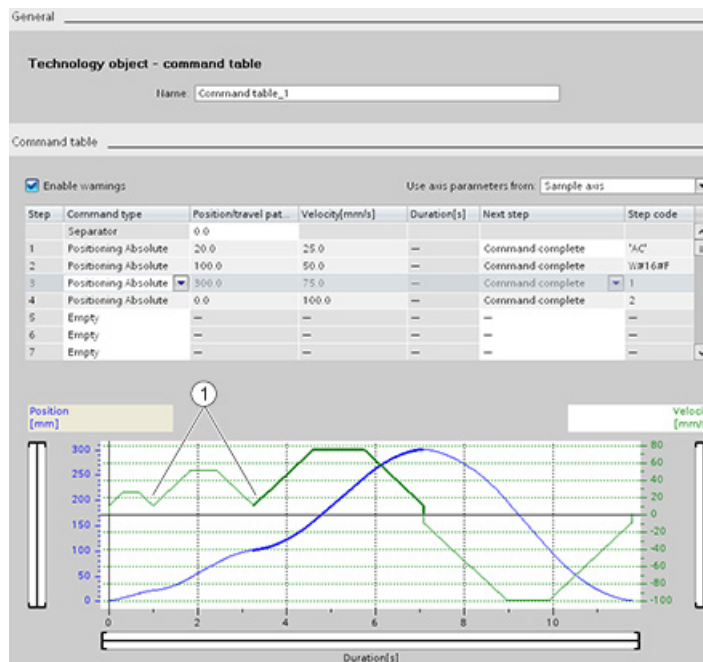 General
Technology object - command table
Name: Command table_1
Command table
Enable warnings Use axis parameters from: Sample axis
Step Command type Position/travel pat... Velocity[mm/s] Duration[s] Next step Step code
Separator 0.0
1 Positioning Absolute 20.0 25.0 — Command complete "AC"
2 Positioning Absolute 100.0 50.0 — Command complete W#16#F
3 Positioning Absolute 300.0 75.0 — Command complete 1
4 Positioning Absolute 0.0 100.0 — Command complete 2
5 Empty — — — — —
6 Empty — — — — —
7 Empty — — — — —
1
Position
[mm]
Veloci
[mm/
300 250 200 150 100 50 0
80 60 40 20 0 -20 -40 -60 -80 -100
0 2 4 6 8 10
Duration[s]